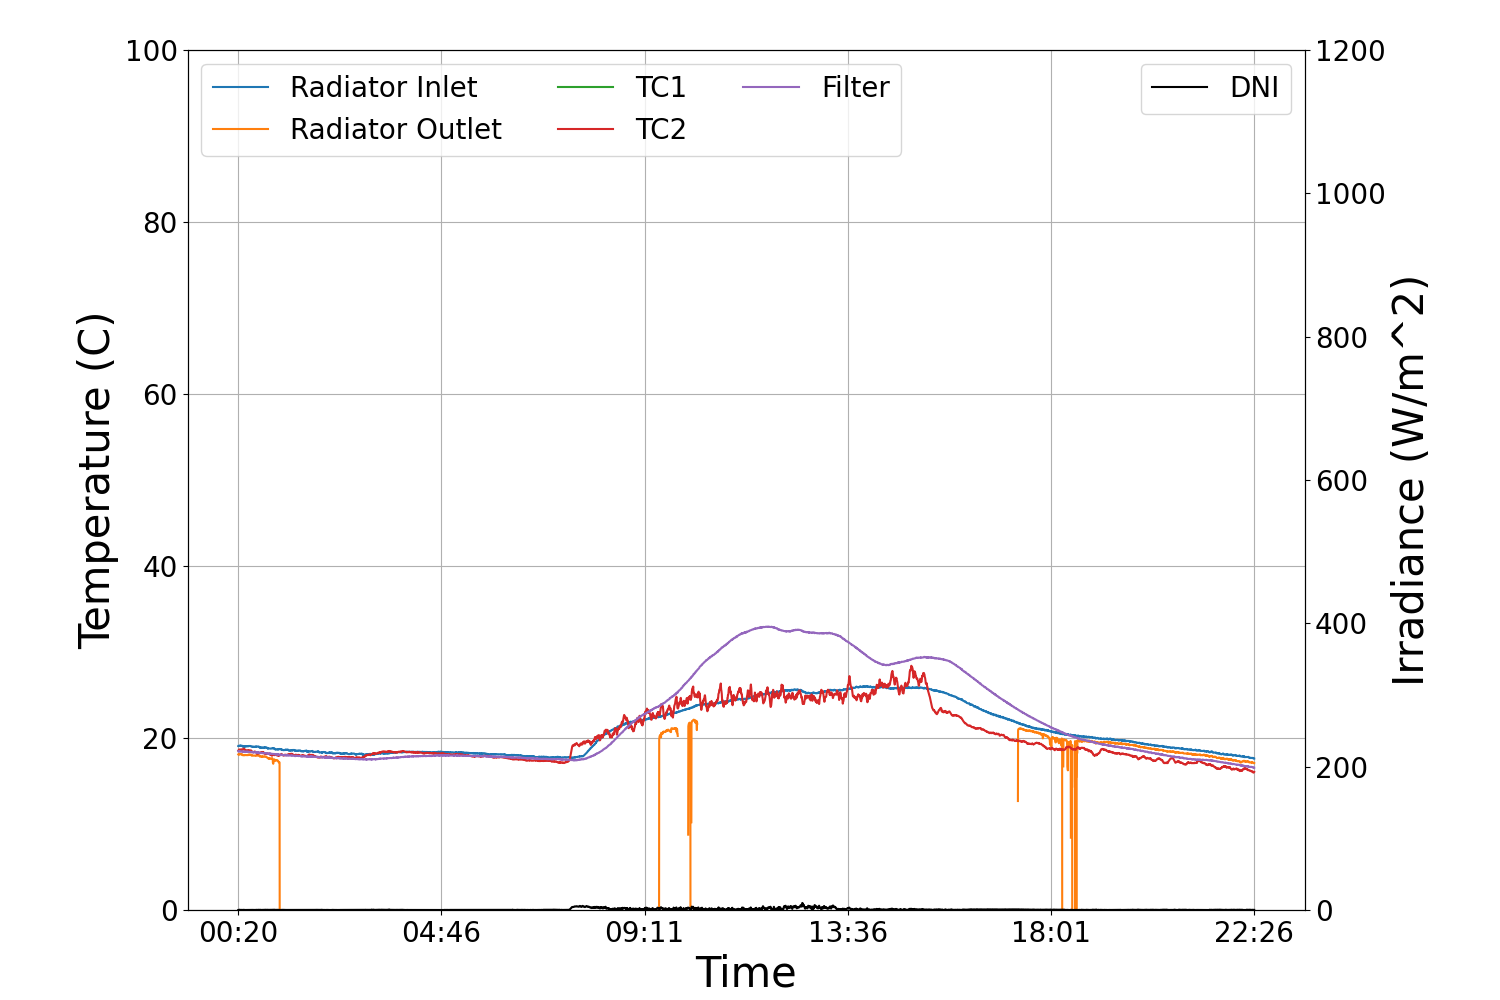 100
80
60
40
20
0
Temperature (C)
Radiator Inlet
Radiator Outlet
TC1
TC2
Filter
DNI
1200
1000
800
600
400
200
0
Irradiance (W/m^2)
00:20 04:46 09:11 13:36 18:01 22:26
Time